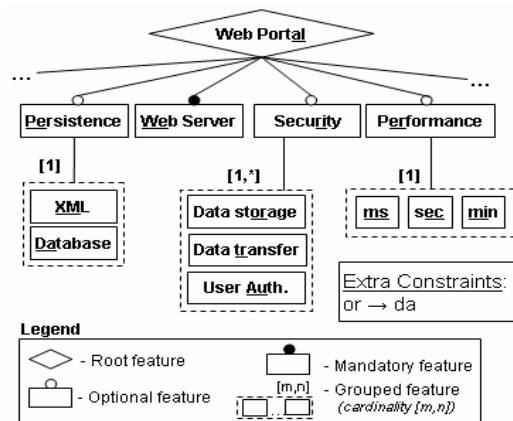 Web Portal
... ...
Persistence Web Server Security Performance
[1] [1,*] [1]
XML
Database
Data storage
Data transfer
User Auth.
ms sec min
Extra Constraints:
or → da
Legend
- Root feature
- Optional feature
- Mandatory feature
[m,n]
... - Grouped feature
(cardinality [m,n])